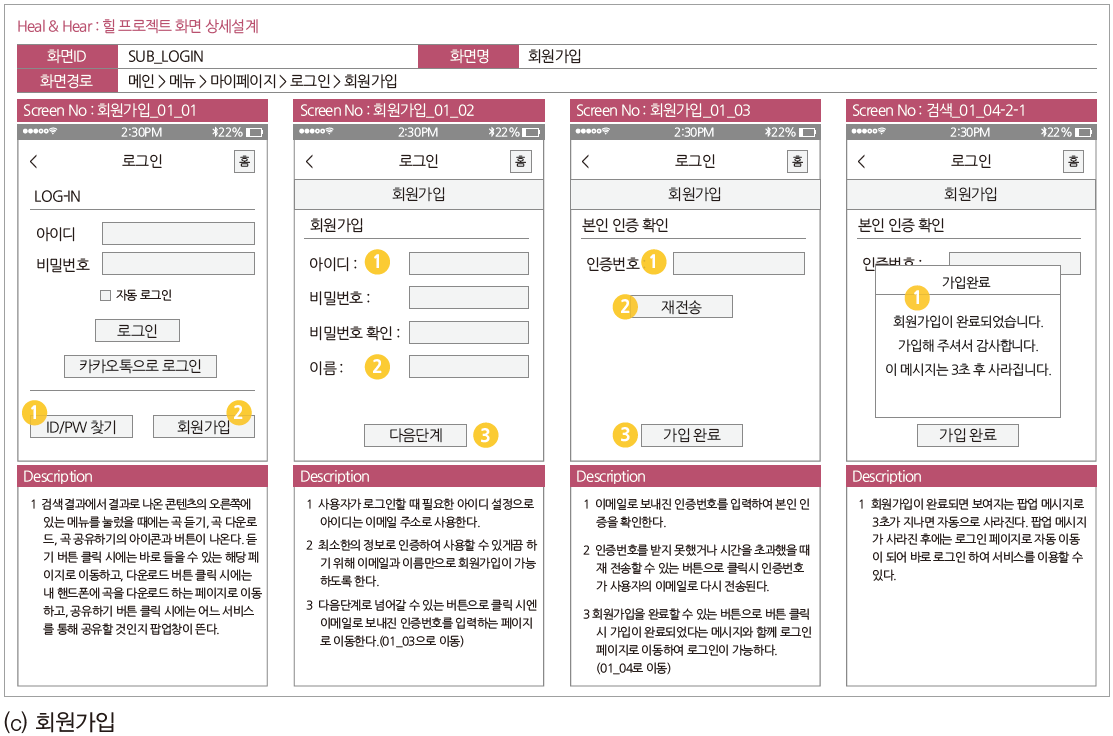 Heal & Hear : 힐 프로젝트 화면 상세설계
화면ID SUB_LOGIN 화면명 회원가입
화면경로 메인 > 메뉴 > 마이페이지 > 로그인 > 회원가입
Screen No : 회원가입_01_01
2:30PM 22%
< 로그인 홈
LOG-IN
아이디
비밀번호
자동 로그인
로그인
카카오톡으로 로그인
1 2
ID/PW 찾기 회원가입
Description
1 검색 결과에서 결과로 나온 콘텐츠의 오른쪽에
있는 메뉴를 눌렀을 때에는 곡 듣기, 곡 다운로
드, 곡 공유하기의 아이콘과 버튼이 나온다. 듣
기 버튼 클릭 시에는 바로 들을 수 있는 해당 페
이지로 이동하고, 다운로드 버튼 클릭 시에는
내 핸드폰에 곡을 다운로드 하는 페이지로 이동
하고, 공유하기 버튼 클릭 시에는 어느 서비스
를 통해 공유할 것인지 팝업창이 뜬다.
Screen No : 회원가입_01_02
2:30PM 22%
< 로그인 홈
회원가입
회원가입
아이디 : 1
비밀번호 :
비밀번호 확인 :
이름 : 2
다음단계 3
Description
1 사용자가 로그인할 때 필요한 아이디 설정으로
아이디는 이메일 주소로 사용한다.
2 최소한의 정보로 인증하여 사용할 수 있게끔 하
기 위해 이메일과 이름만으로 회원가입이 가능
하도록 한다.
3 다음단계로 넘어갈 수 있는 버튼으로 클릭 시엔
이메일로 보내진 인증번호를 입력하는 페이지
로 이동한다.(01_03으로 이동)
Screen No : 회원가입_01_03
2:30PM 22%
< 로그인 홈
회원가입
본인 인증 확인
인증번호 : 1
2 재전송
3 가입 완료
Description
1 이메일로 보내진 인증번호를 입력하여 본인 인
증을 확인한다.
2 인증번호를 받지 못했거나 시간을 초과했을 때
재 전송할 수 있는 버튼으로 클릭시 인증번호
가 사용자의 이메일로 다시 전송된다.
3 회원가입을 완료할 수 있는 버튼으로 버튼 클릭
시 가입이 완료되었다는 메시지와 함께 로그인
페이지로 이동하여 로그인이 가능하다.
(01_04로 이동)
Screen No : 검색_01_04-2-1
2:30PM 22%
< 로그인 홈
회원가입
본인 인증 확인
인증번호 :
가입완료
1
회원가입이 완료되었습니다.
가입해 주셔서 감사합니다.
이 메시지는 3초 후 사라집니다.
가입 완료
Description
1 회원가입이 완료되면 보여지는 팝업 메시지로
3초가 지나면 자동으로 사라진다. 팝업 메시지
가 사라진 후에는 로그인 페이지로 자동 이동
이 되어 바로 로그인 하여 서비스를 이용할 수
있다.
(c) 회원가입